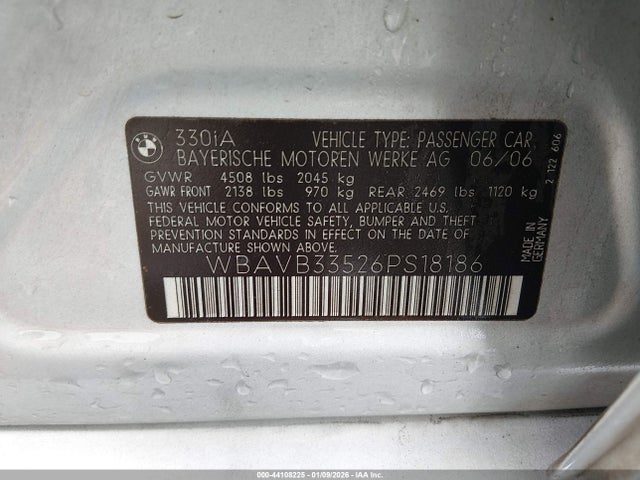 BMW
330iA VEHICLE TYPE: PASSENGER CAR
BAYERISCHE MOTOREN WERKE AG 06/06
GVWR 4508 lbs 2045 kg
GAWR FRONT 2138 lbs 970 kg REAR 2469 lbs 1120 kg
THIS VEHICLE CONFORMS TO ALL APPLICABLE U.S.
FEDERAL MOTOR VEHICLE SAFETY, BUMPER AND THEFT
PREVENTION STANDARDS IN EFFECT ON THE DATE OF
MANUFACTURE SHOWN ABOVE.
WBAVB33526PS18186
MADE IN
GERMANY
2 122 606
000-44108225 - 01/09/2026 - IAAI.COM